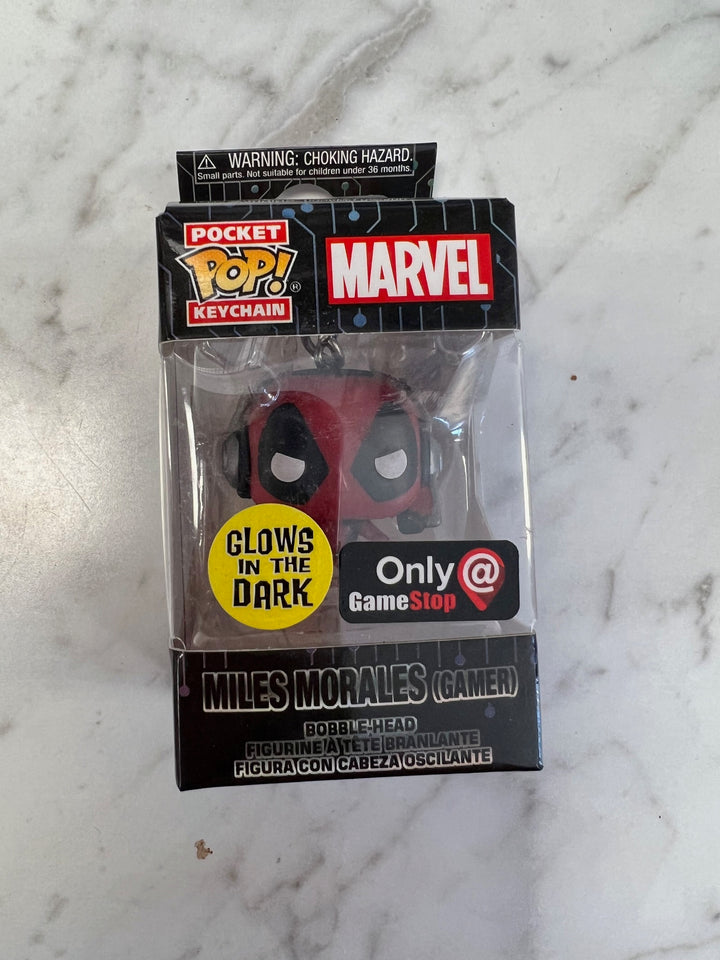 ⚠ WARNING: CHOKING HAZARD.
Small parts. Not suitable for children under 36 months.
POCKET
POP!®
KEYCHAIN
MARVEL
GLOWS
IN THE
DARK
Only @
GameStop
MILES MORALES (GAMER)
BOBBLE-HEAD
FIGURINE À TÊTE BRANLANTE
FIGURA CON CABEZA OSCILANTE